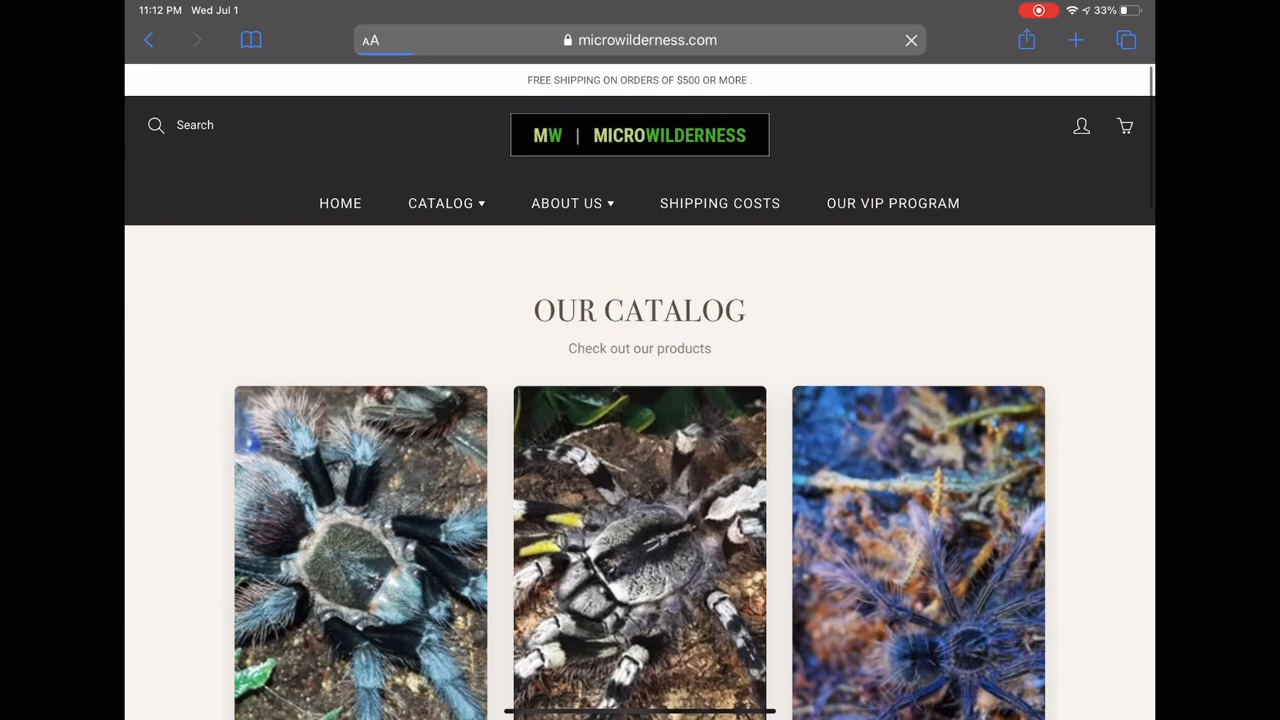 11:12 PM Wed Jul 1
33%
AA
microwilderness.com
FREE SHIPPING ON ORDERS OF $500 OR MORE .
Search
MW | MICROWILDERNESS
HOME
CATALOG ▾
ABOUT US ▾
SHIPPING COSTS
OUR VIP PROGRAM
OUR CATALOG
Check out our products